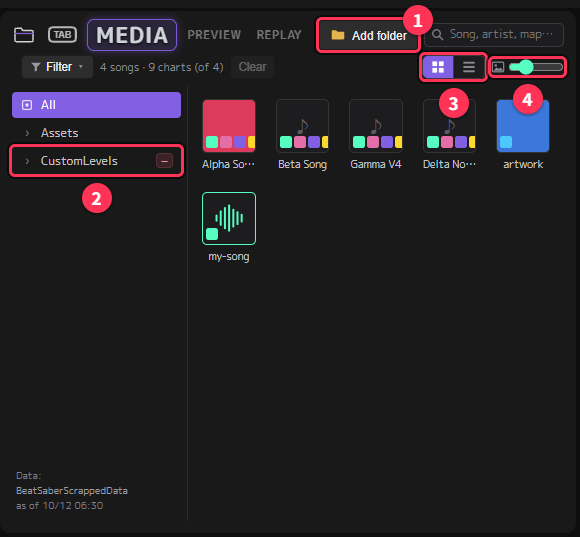 TAB
MEDIA
PREVIEW
REPLAY
Add folder
1
Song, artist, map…
Filter
4 songs · 9 charts (of 4)
Clear
3
4
All
Assets
CustomLevels
2
Alpha So…
Beta Song
Gamma V4
Delta No…
artwork
my-song
Data:
BeatSaberScrappedData
as of 10/12 06:30